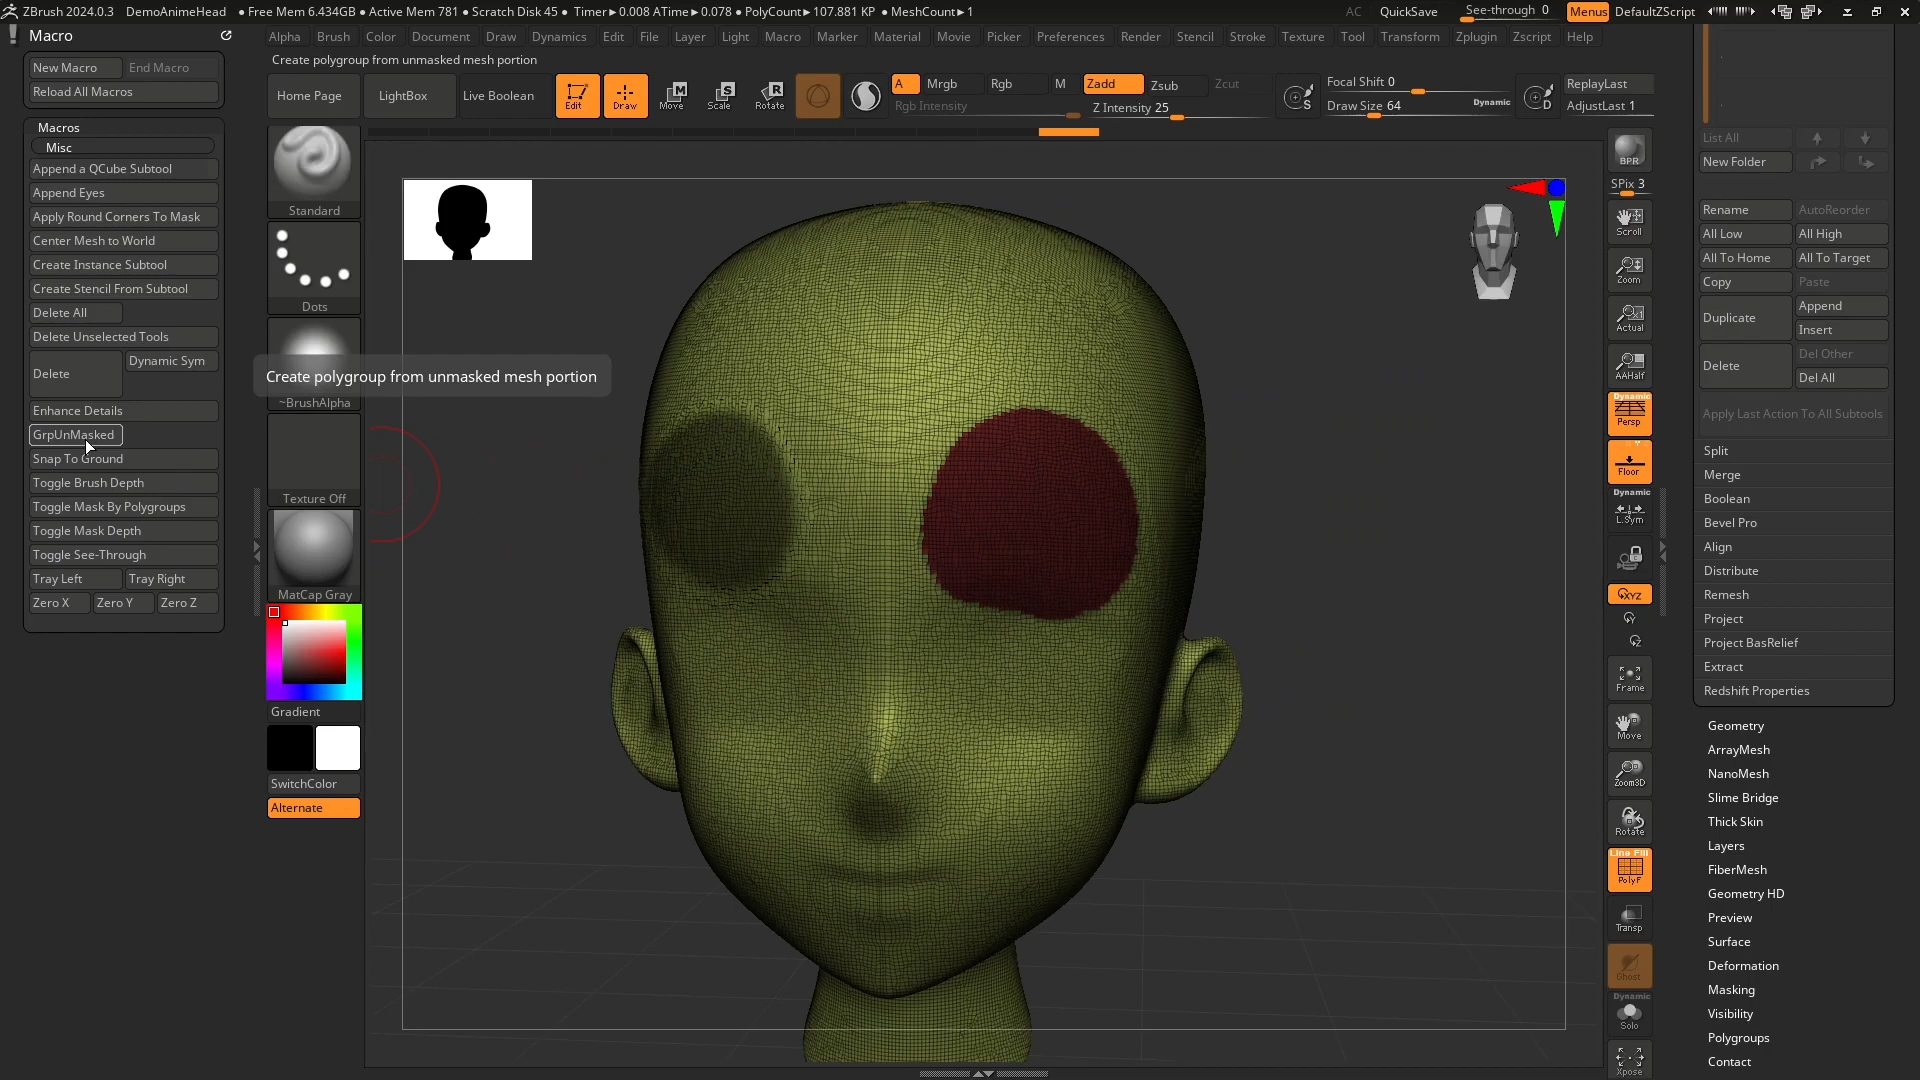 ZBrush 2024.0.3 DemoAnimeHead ● Free Mem 6.434GB ● Active Mem 781 ● Scratch Disk 45 ● Timer►0.008 ATime►0.078 ● PolyCount►107.881 KP ● MeshCount►1 AC QuickSave See-through 0 Menus DefaultZScript
Macro
Alpha Brush Color Document Draw Dynamics Edit File Layer Light Macro Marker Material Movie Picker Preferences Render Stencil Stroke Texture Tool Transform Zplugin Zscript Help
Create polygroup from unmasked mesh portion
New Macro End Macro
Reload All Macros
Home Page LightBox Live Boolean Edit Draw Move Scale Rotate
A Mrgb Rgb M Zadd Zsub Zcut
Rgb Intensity Z Intensity 25
Focal Shift 0
Draw Size 64 Dynamic
ReplayLast
AdjustLast 1
Macros
Misc
Append a QCube Subtool
Append Eyes
Apply Round Corners To Mask
Center Mesh to World
Create Instance Subtool
Create Stencil From Subtool
Delete All
Delete Unselected Tools
Delete Dynamic Sym
Enhance Details
GrpUnMasked
Snap To Ground
Toggle Brush Depth
Toggle Mask By Polygroups
Toggle Mask Depth
Toggle See-Through
Tray Left Tray Right
Zero X Zero Y Zero Z
Standard
Dots
~BrushAlpha
Texture Off
MatCap Gray
Gradient
SwitchColor
Alternate
Create polygroup from unmasked mesh portion
BPR
SPix 3
Scroll
Zoom
Actual
AAHalf
Dynamic
Persp
Floor
Dynamic
L.Sym
XYZ
Frame
Move
Zoom3D
Rotate
Line Fill
PolyF
Transp
Ghost
Dynamic
Solo
Xpose
List All
New Folder
Rename AutoReorder
All Low All High
All To Home All To Target
Copy Paste
Duplicate Append
Insert
Delete Del Other
Del All
Apply Last Action To All Subtools
Split
Merge
Boolean
Bevel Pro
Align
Distribute
Remesh
Project
Project BasRelief
Extract
Redshift Properties
Geometry
ArrayMesh
NanoMesh
Slime Bridge
Thick Skin
Layers
FiberMesh
Geometry HD
Preview
Surface
Deformation
Masking
Visibility
Polygroups
Contact